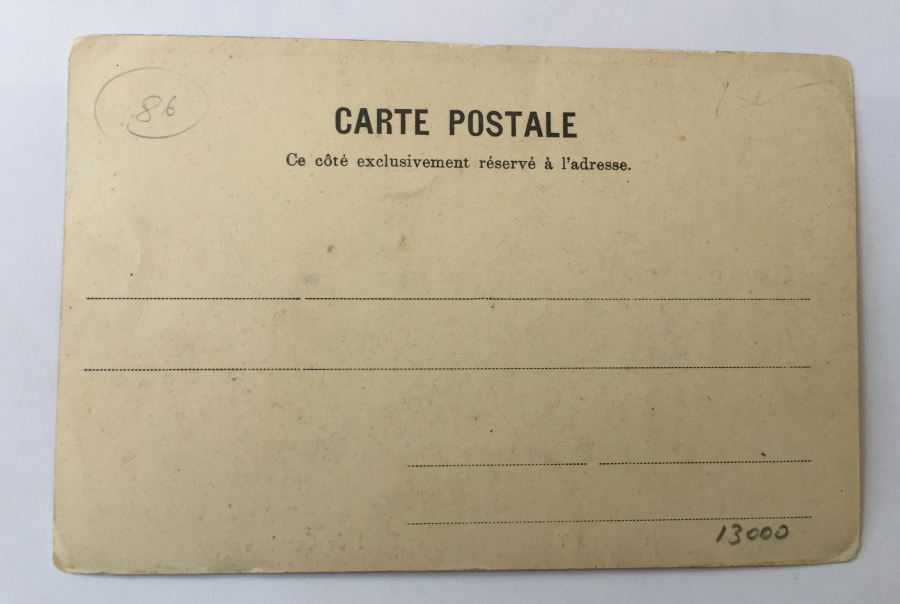 86
CARTE POSTALE
Ce côté exclusivement réservé à l'adresse.
13000